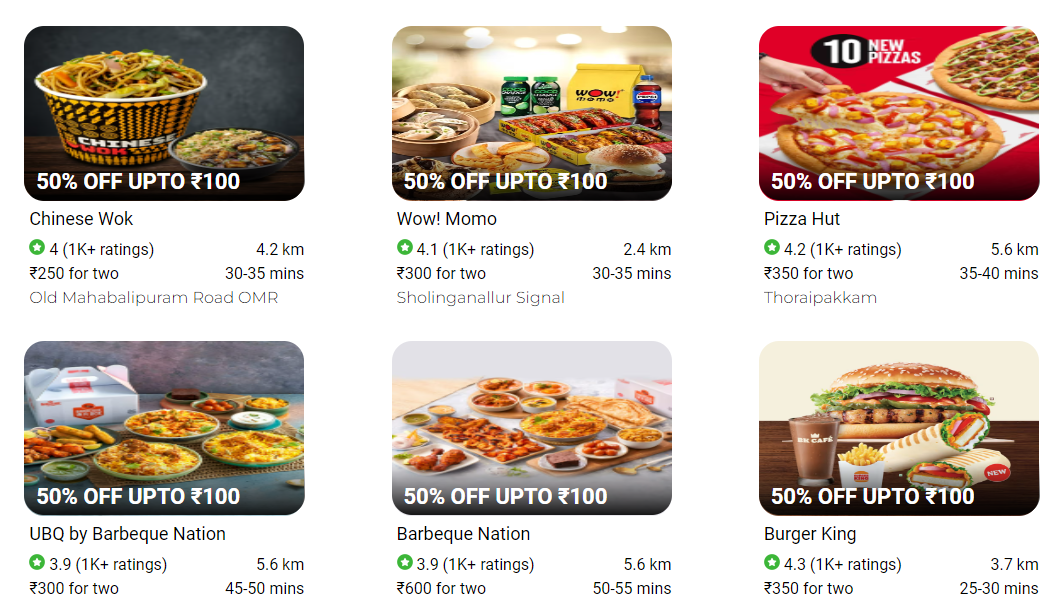 CHINESE
WOK
50% OFF UPTO ₹100
Chinese Wok
4 (1K+ ratings) 4.2 km
₹250 for two 30-35 mins
Old Mahabalipuram Road OMR
WOW!
MOMO
50% OFF UPTO ₹100
Wow! Momo
4.1 (1K+ ratings) 2.4 km
₹300 for two 30-35 mins
Sholinganallur Signal
10 NEW
PIZZAS
50% OFF UPTO ₹100
Pizza Hut
4.2 (1K+ ratings) 5.6 km
₹350 for two 35-40 mins
Thoraipakkam
50% OFF UPTO ₹100
UBQ by Barbeque Nation
3.9 (1K+ ratings) 5.6 km
₹300 for two 45-50 mins
50% OFF UPTO ₹100
Barbeque Nation
3.9 (1K+ ratings) 5.6 km
₹600 for two 50-55 mins
BK CAFÉ
NEW
50% OFF UPTO ₹100
Burger King
4.3 (1K+ ratings) 3.7 km
₹350 for two 25-30 mins